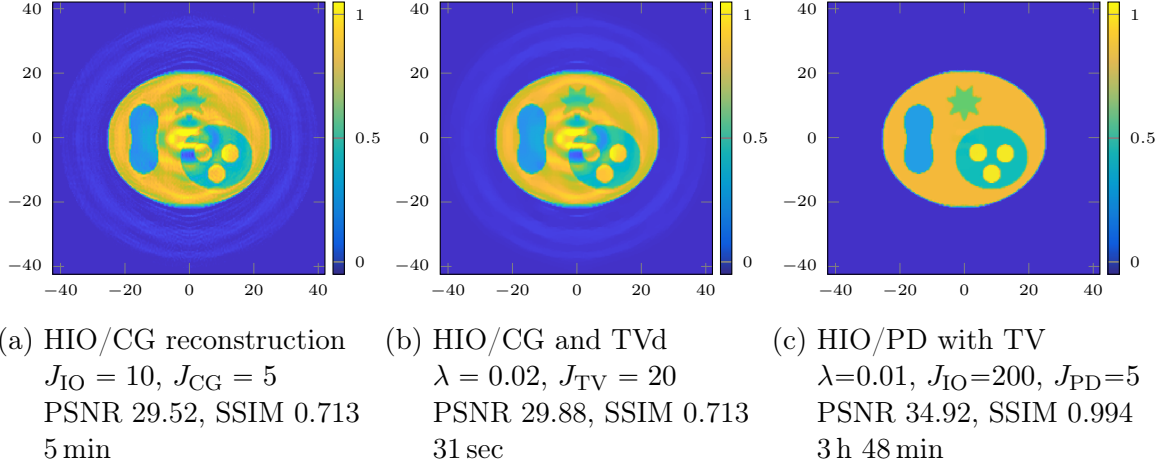 40
20
0
−20
−40
−40 −20 0 20 40
1
0.5
0
40
20
0
−20
−40
−40 −20 0 20 40
1
0.5
0
40
20
0
−20
−40
−40 −20 0 20 40
1
0.5
0
a) HIO/CG reconstruction
J_IO = 10, J_CG = 5
PSNR 29.52, SSIM 0.713
5 min
(b) HIO/CG and TVd
λ = 0.02, J_TV = 20
PSNR 29.88, SSIM 0.713
31 sec
(c) HIO/PD with TV
λ=0.01, J_IO=200, J_PD=5
PSNR 34.92, SSIM 0.994
3 h 48 min